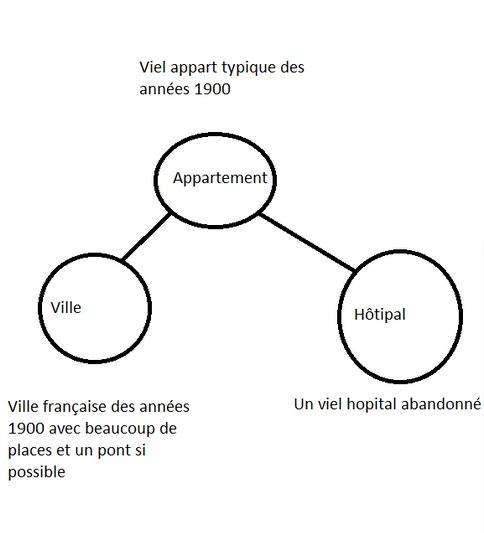 Viel appart typique des
années 1900
Appartement
Ville
Hôtipal
Ville française des années
1900 avec beaucoup de
places et un pont si
possible
Un viel hopital abandonné